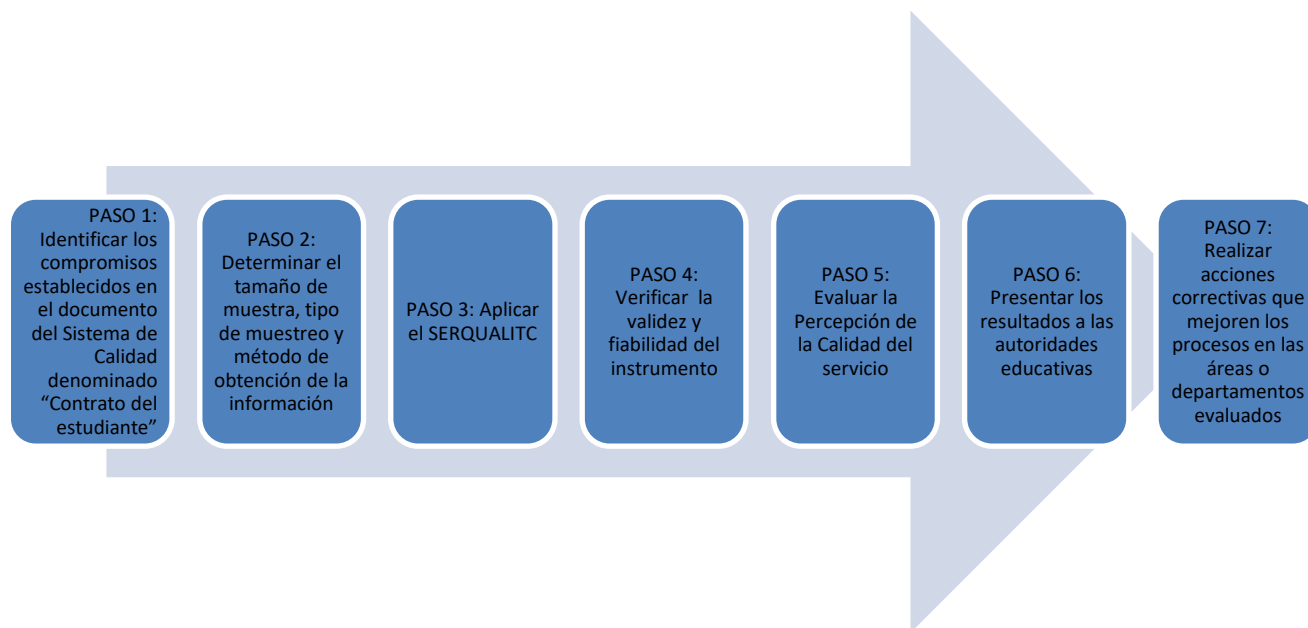 PASO 1:
Identificar los
compromisos
establecidos en
el documento
del Sistema de
Calidad
denominado
“Contrato del
estudiante”
PASO 2:
Determinar el
tamaño de
muestra, tipo
de muestreo y
método de
obtención de la
información
PASO 3: Aplicar
el SERQUALITC
PASO 4:
Verificar la
validez y
fiabilidad del
instrumento
PASO 5:
Evaluar la
Percepción de
la Calidad del
servicio
PASO 6:
Presentar los
resultados a las
autoridades
educativas
PASO 7:
Realizar
acciones
correctivas que
mejoren los
procesos en las
áreas o
departamentos
evaluados